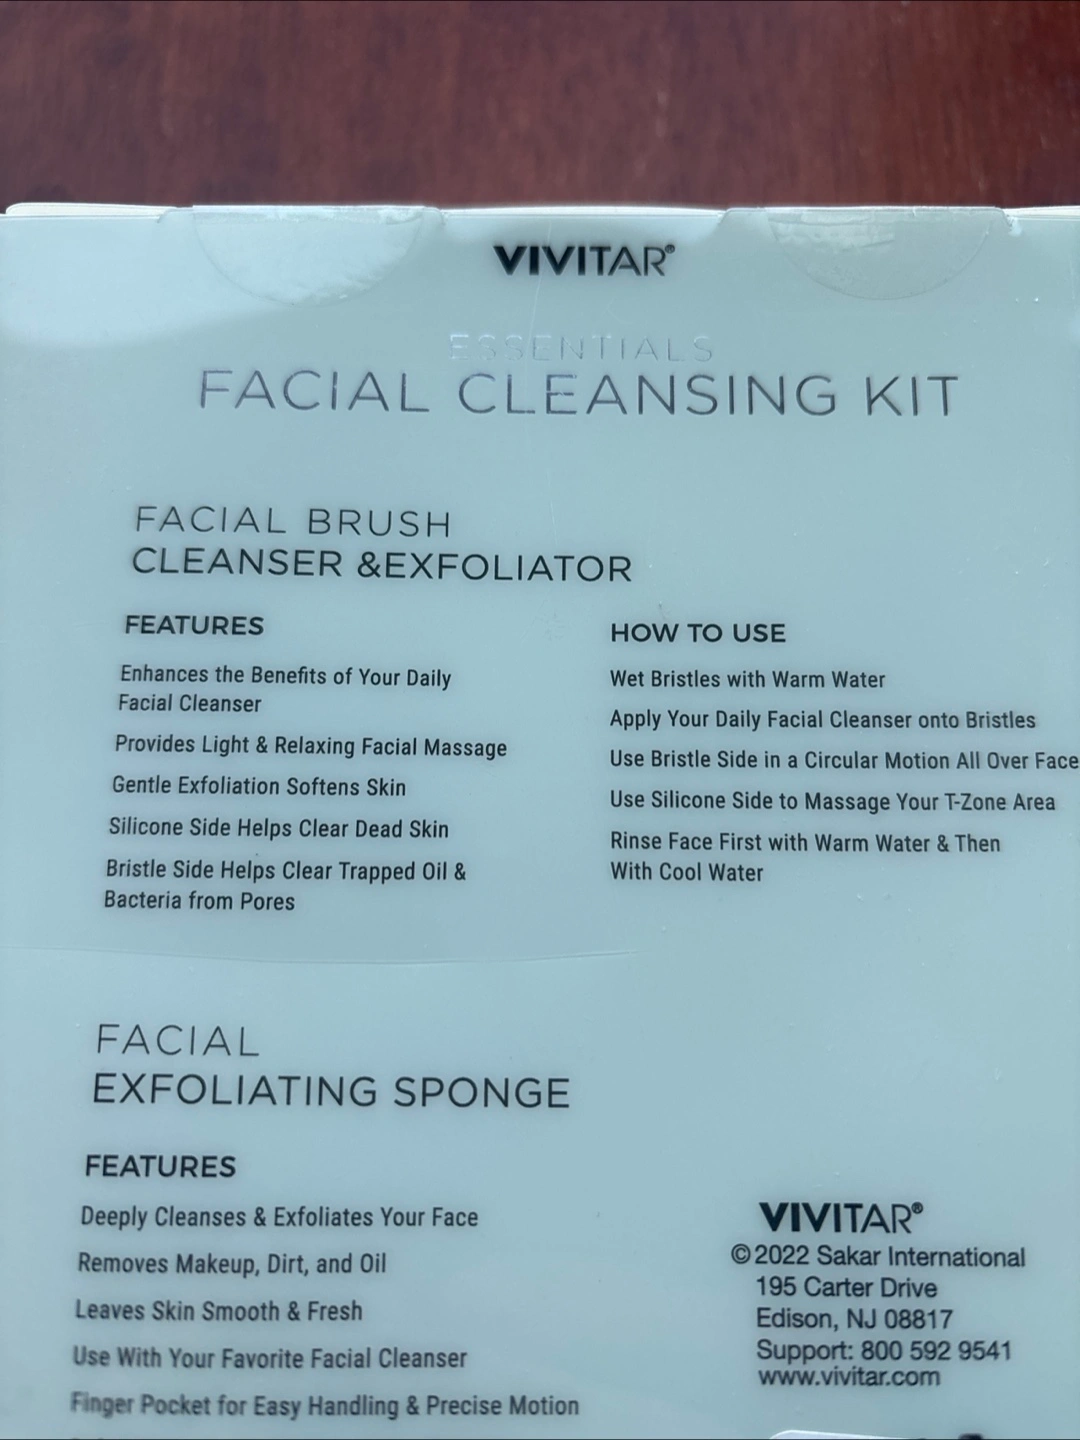 VIVITAR®
ESSENTIALS
FACIAL CLEANSING KIT
FACIAL BRUSH
CLEANSER &EXFOLIATOR
FEATURES
Enhances the Benefits of Your Daily
Facial Cleanser
Provides Light & Relaxing Facial Massage
Gentle Exfoliation Softens Skin
Silicone Side Helps Clear Dead Skin
Bristle Side Helps Clear Trapped Oil &
Bacteria from Pores
HOW TO USE
Wet Bristles with Warm Water
Apply Your Daily Facial Cleanser onto Bristles
Use Bristle Side in a Circular Motion All Over Face
Use Silicone Side to Massage Your T-Zone Area
Rinse Face First with Warm Water & Then
With Cool Water
FACIAL
EXFOLIATING SPONGE
FEATURES
Deeply Cleanses & Exfoliates Your Face
Removes Makeup, Dirt, and Oil
Leaves Skin Smooth & Fresh
Use With Your Favorite Facial Cleanser
Finger Pocket for Easy Handling & Precise Motion
VIVITAR®
©2022 Sakar International
195 Carter Drive
Edison, NJ 08817
Support: 800 592 9541
www.vivitar.com